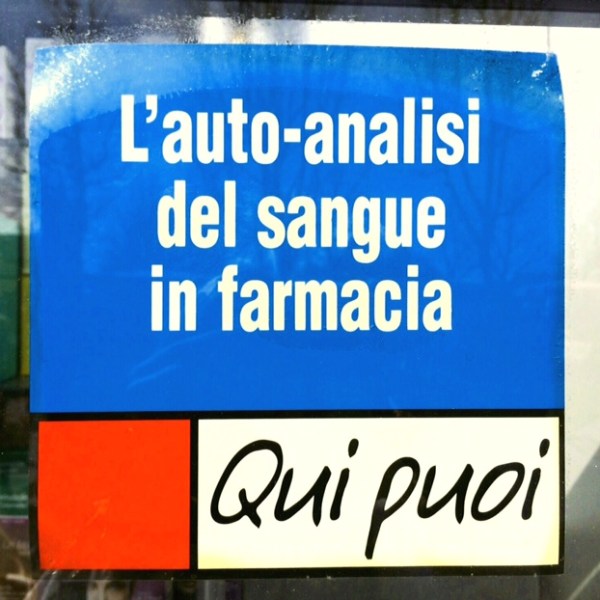 L'auto-analisi
del sangue
in farmacia
Qui puoi